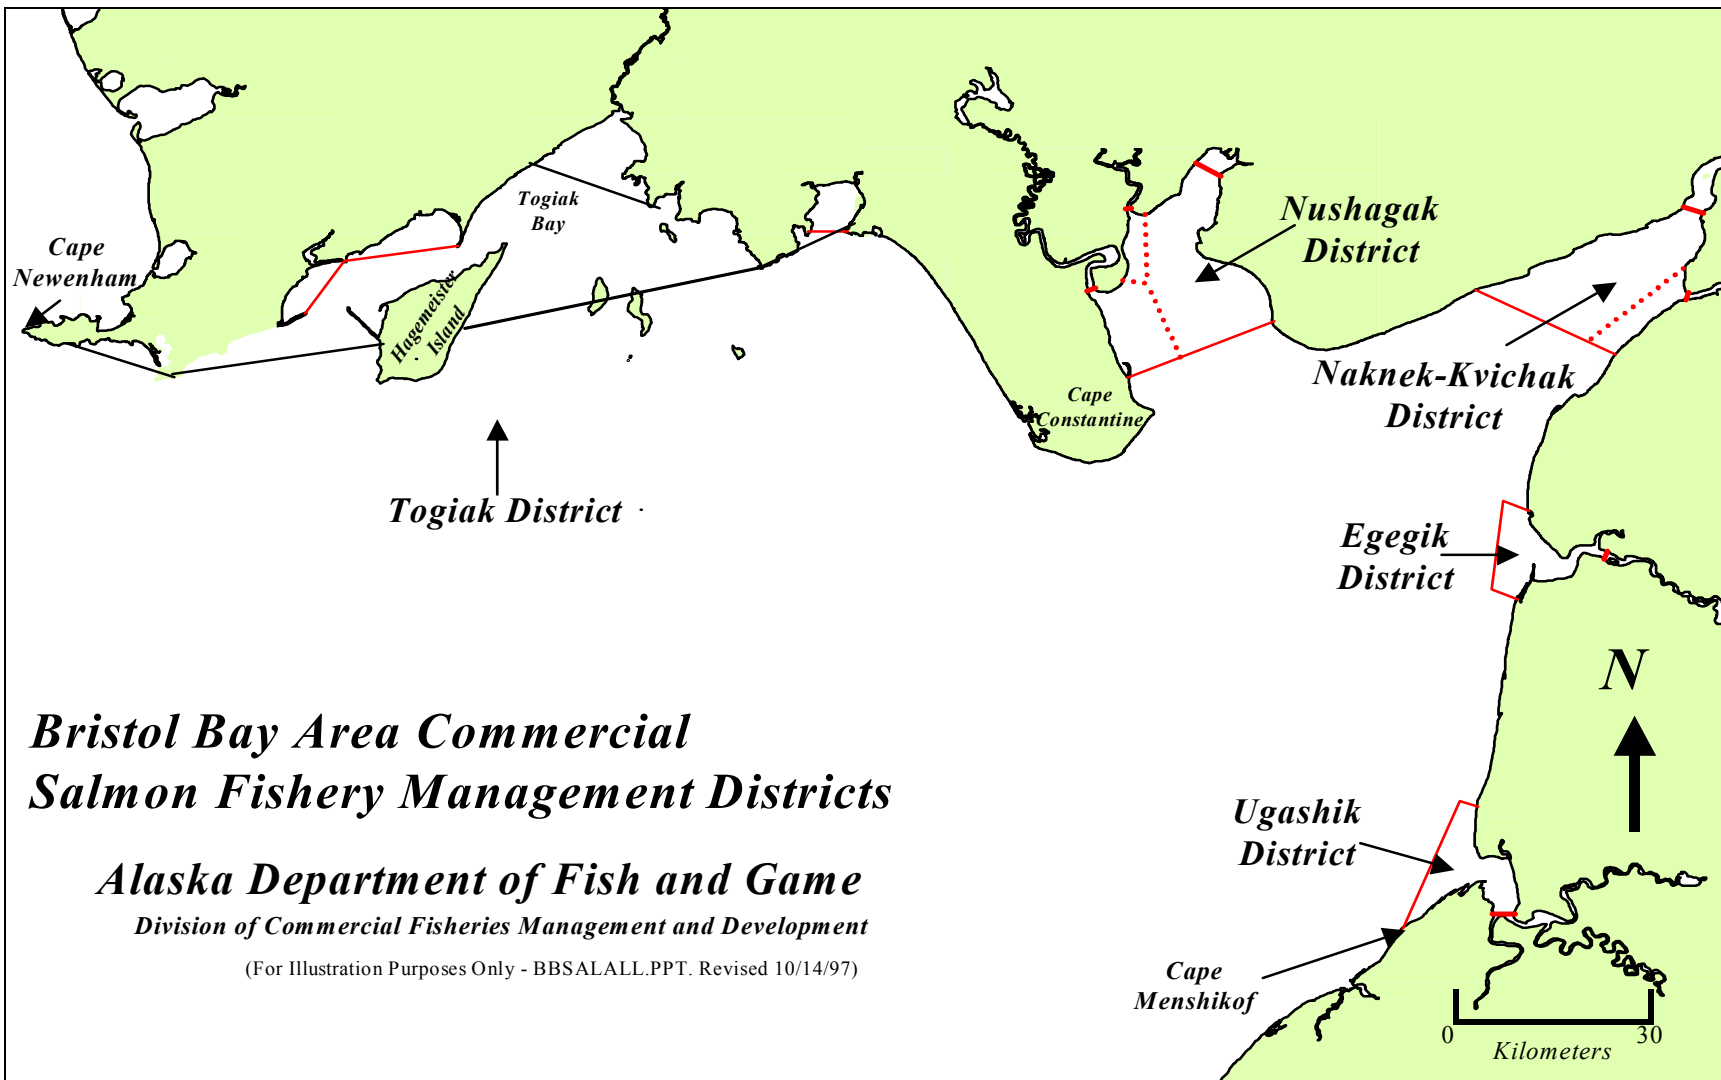 Cape
Newenham
Togiak
Bay
Hagemeister
Island
Togiak District
Cape
Constantine
Nushagak
District
Naknek-Kvichak
District
Egegik
District
N
Ugashik
District
Cape
Menshikof
0 30
Kilometers
Bristol Bay Area Commercial
Salmon Fishery Management Districts
Alaska Department of Fish and Game
Division of Commercial Fisheries Management and Development
(For Illustration Purposes Only - BBSALALL.PPT. Revised 10/14/97)